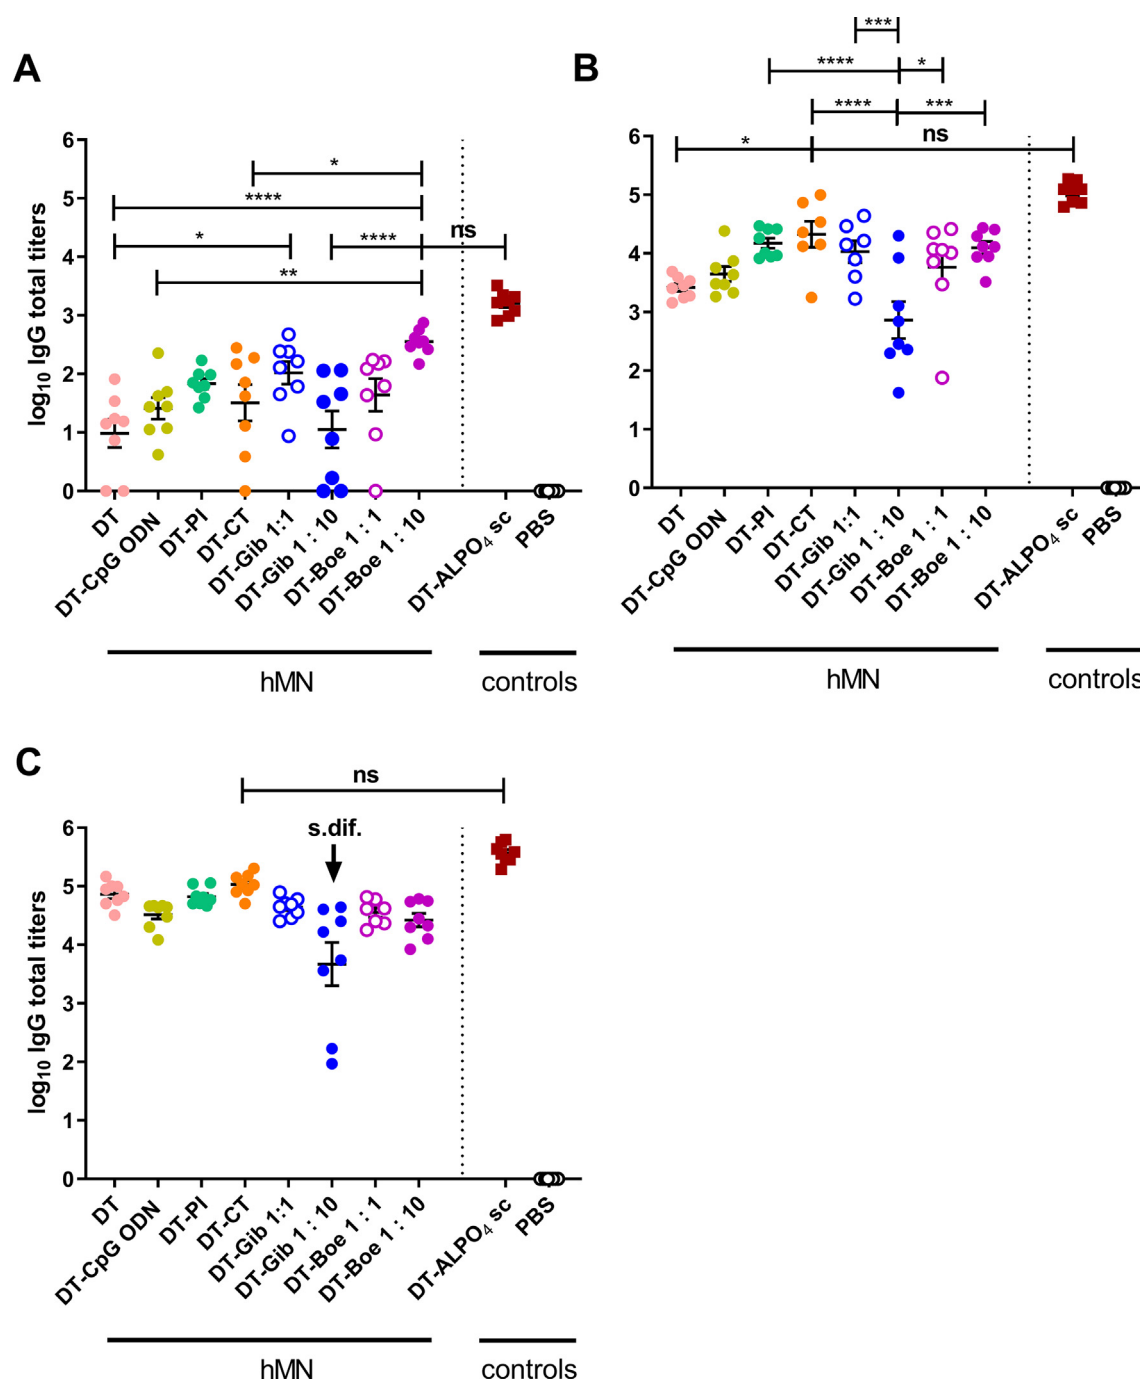 A
6
5
4
3
2
1
0
log10 IgG total titers
*
****
*
****
ns
**
DT
DT-CpG ODN
DT-PI
DT-CT
DT-Gib 1:1
DT-Gib 1 : 10
DT-Boe 1 : 1
DT-Boe 1 : 10
DT-ALPO4 sc
PBS
hMN
controls
B
***
****
*
****
***
*
ns
6
5
4
3
2
1
0
DT
DT-CpG ODN
DT-PI
DT-CT
DT-Gib 1:1
DT-Gib 1 : 10
DT-Boe 1 : 1
DT-Boe 1 : 10
DT-ALPO4 sc
PBS
hMN
controls
C
ns
s.dif.
6
5
4
3
2
1
0
log10 IgG total titers
DT
DT-CpG ODN
DT-PI
DT-CT
DT-Gib 1:1
DT-Gib 1 : 10
DT-Boe 1 : 1
DT-Boe 1 : 10
DT-ALPO4 sc
PBS
hMN
controls